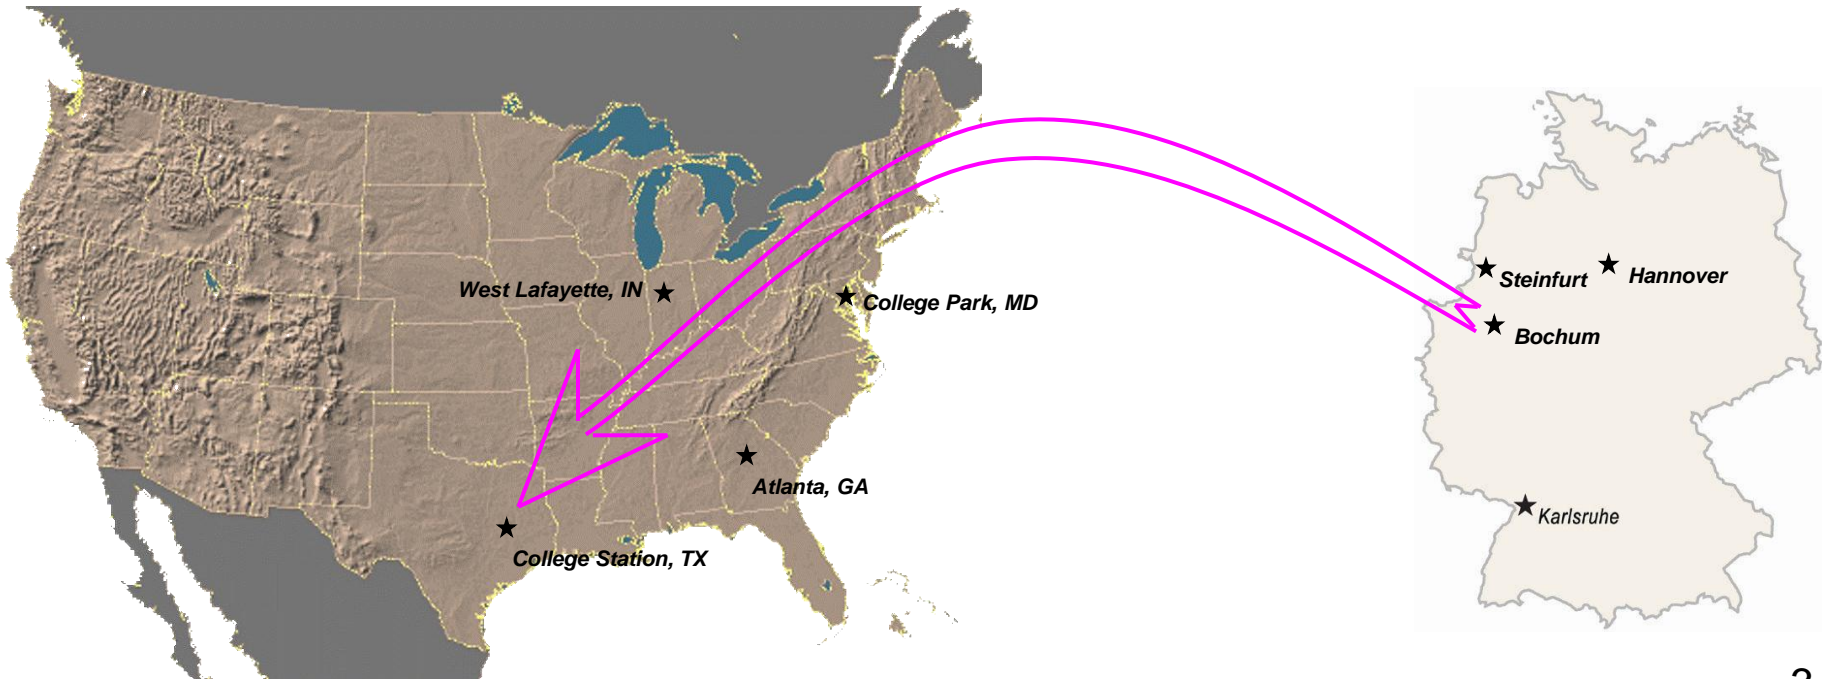 West Lafayette, IN
College Park, MD
Steinfurt
Hannover
Bochum
Atlanta, GA
Karlsruhe
College Station, TX